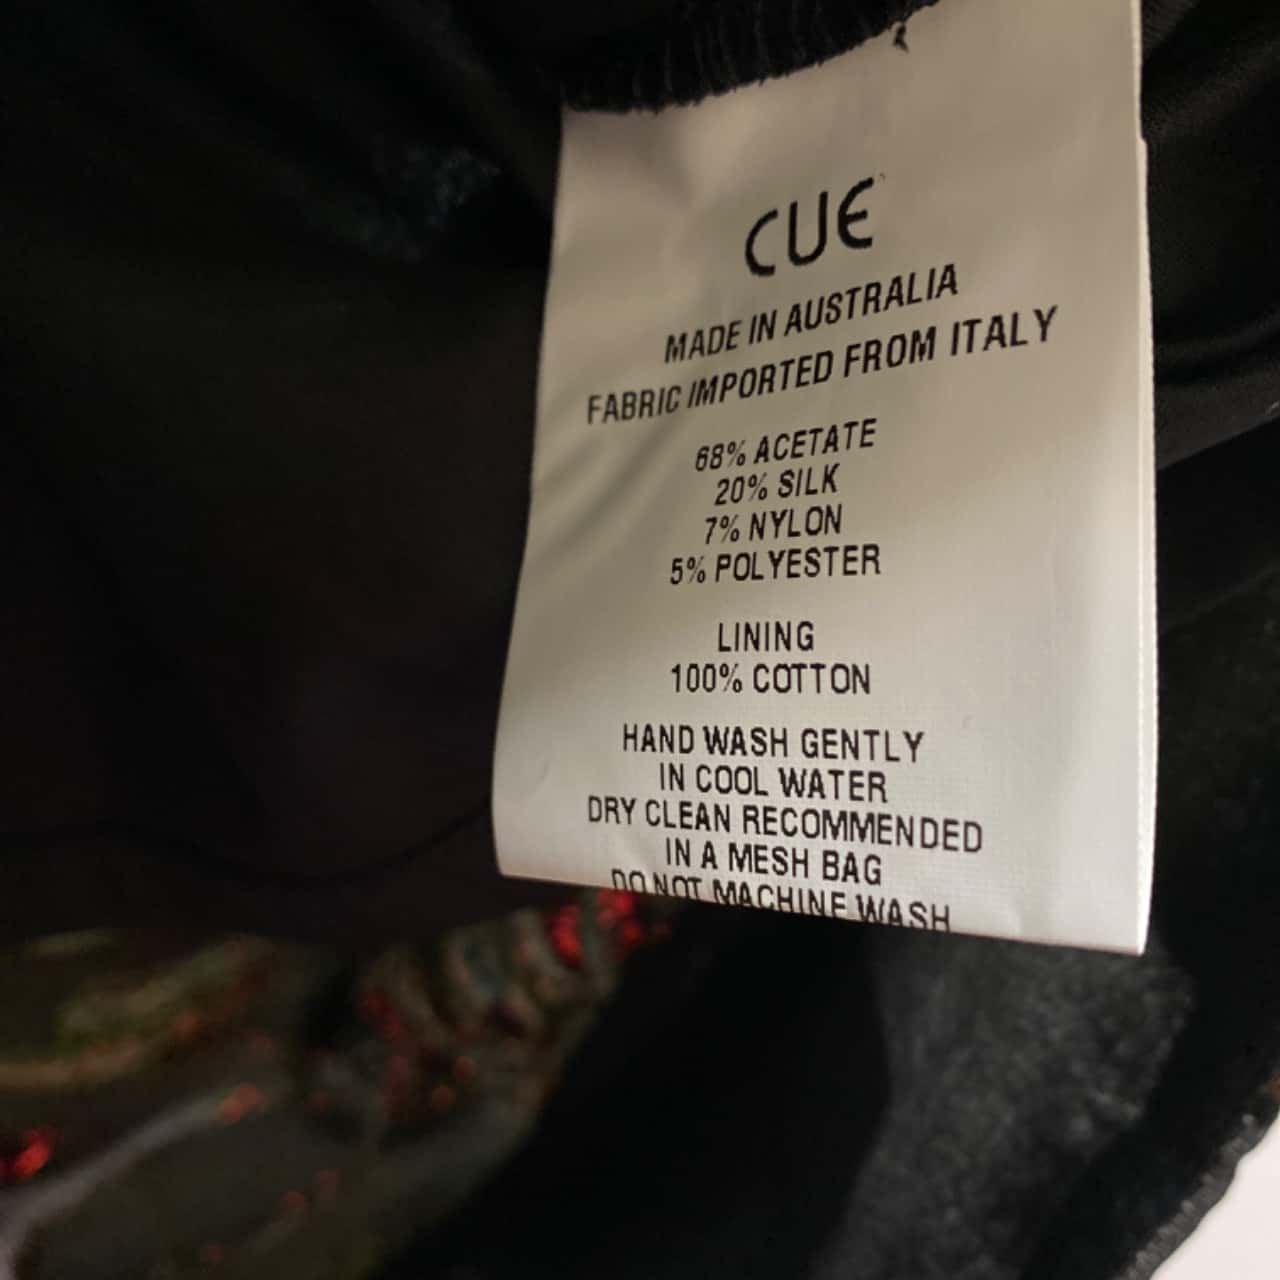 CUE
MADE IN AUSTRALIA
FABRIC IMPORTED FROM ITALY
68% ACETATE
20% SILK
7% NYLON
5% POLYESTER
LINING
100% COTTON
HAND WASH GENTLY
IN COOL WATER
DRY CLEAN RECOMMENDED
IN A MESH BAG
DO NOT MACHINE WASH